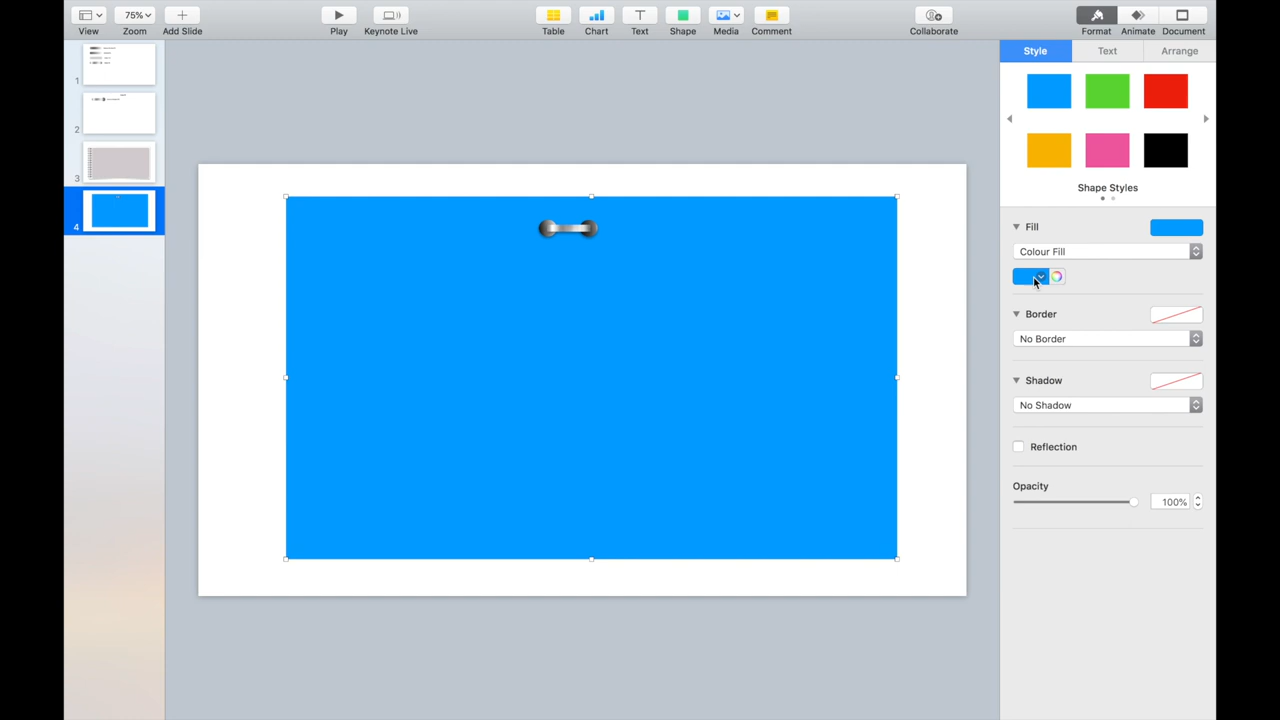 View
75%
Zoom
Add Slide
Play
Keynote Live
Table
Chart
Text
Shape
Media
Comment
Collaborate
Format
Animate
Document
Style
Text
Arrange
1
2
3
4
Shape Styles
Fill
Colour Fill
Border
No Border
Shadow
No Shadow
Reflection
Opacity
100%